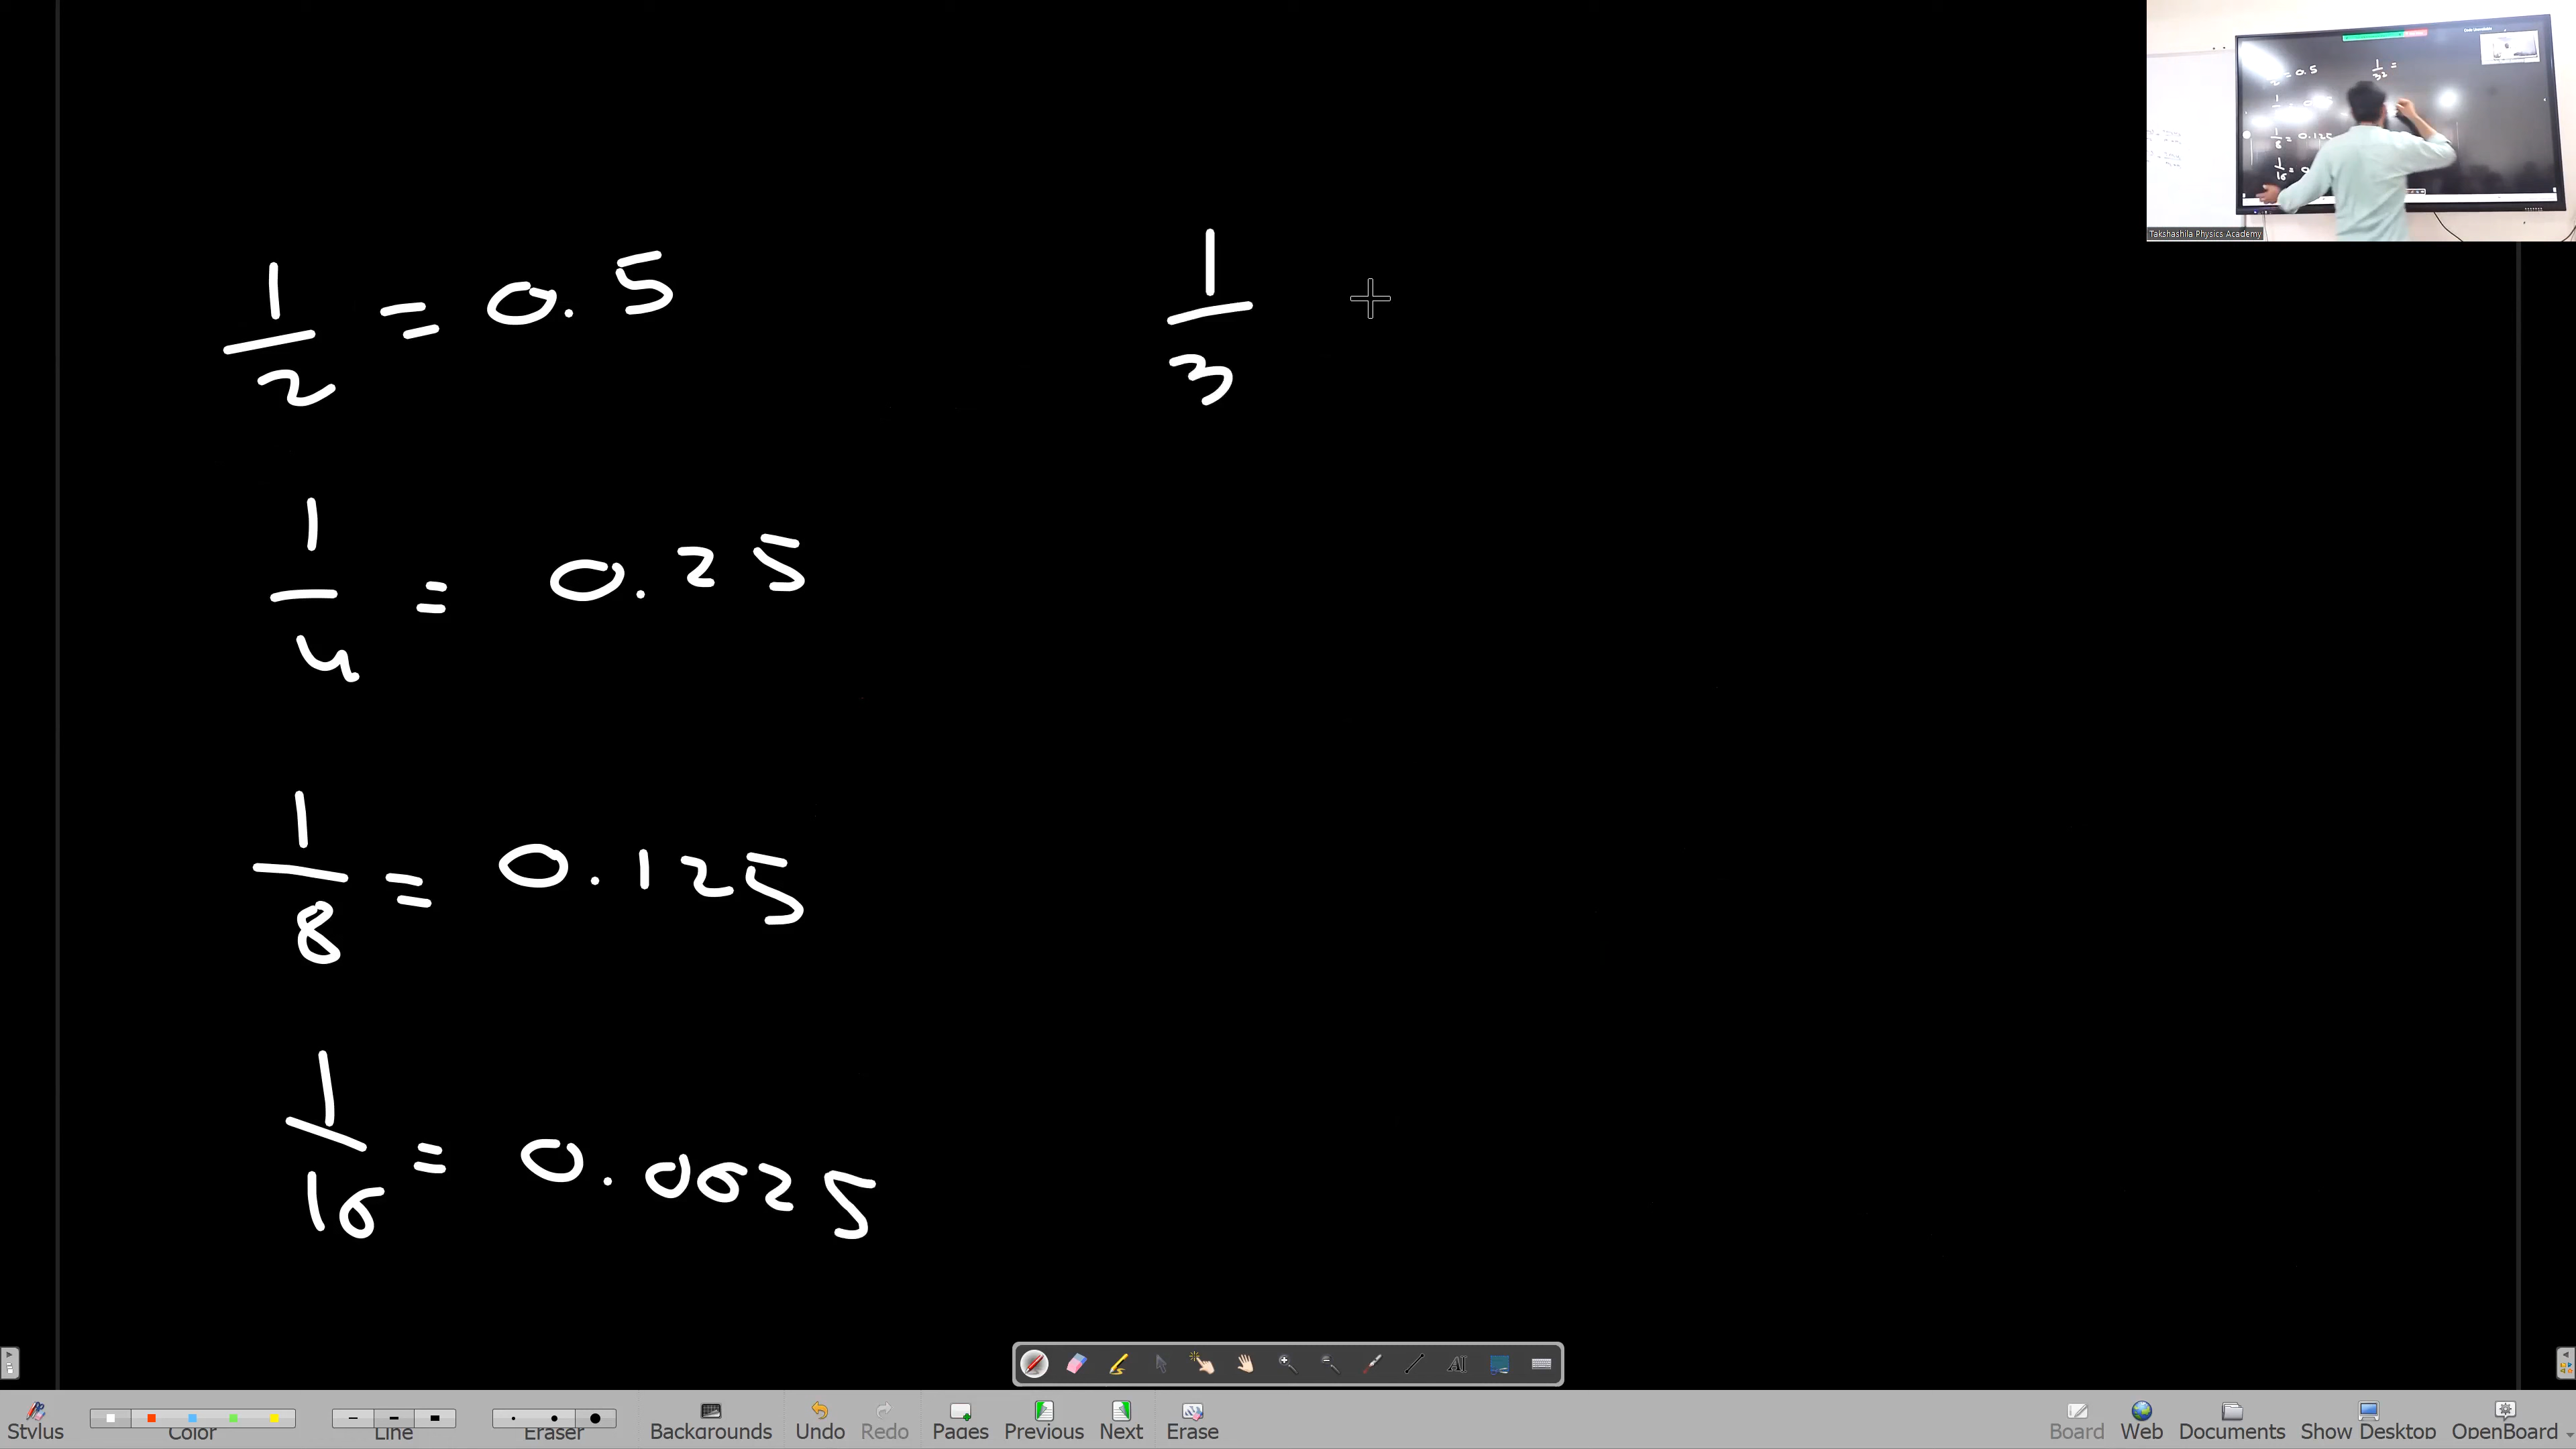 1/2 = 0.5
1/4 = 0.25
1/8 = 0.125
1/16 = 0.0625
1/3
1/32 =
Takshashila Physics Academy
Stylus
Color
Line
Eraser
Backgrounds
Undo
Redo
Pages
Previous
Next
Erase
Board
Web
Documents
Show Desktop
OpenBoard